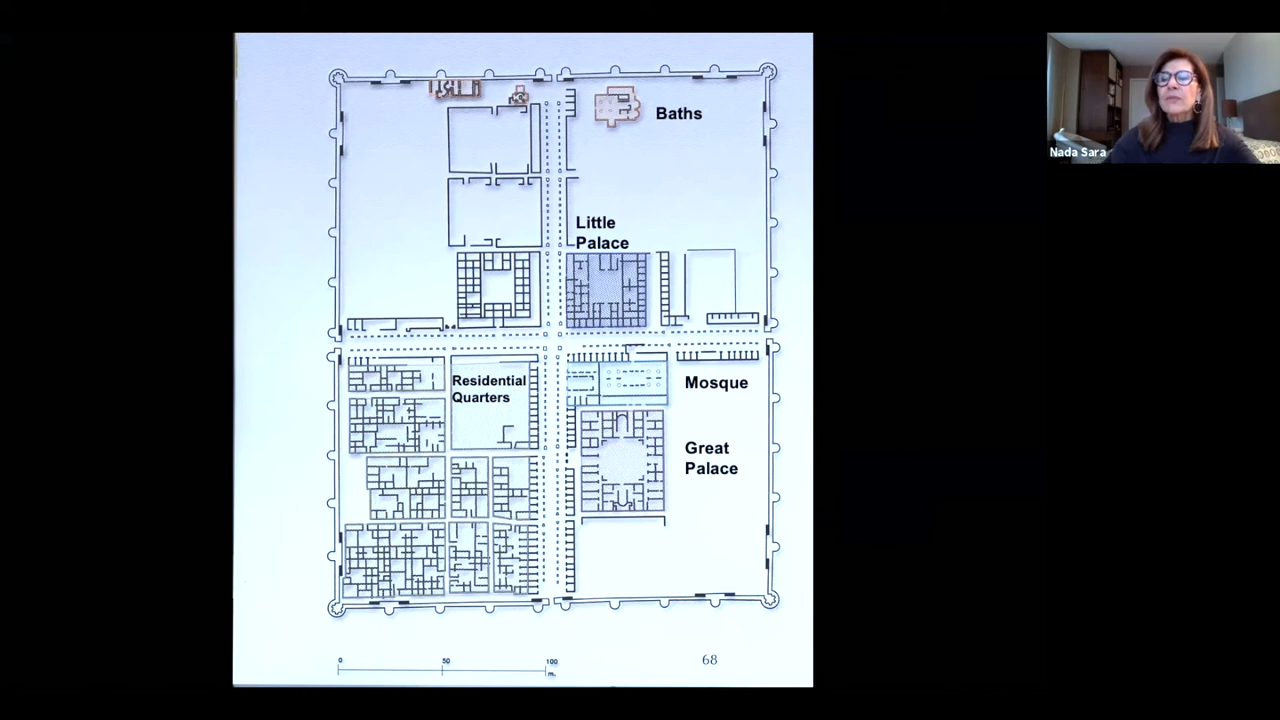 Baths
Nada Sara
Little
Palace
Residential
Quarters
Mosque
Great
Palace
0
50
100
m.
68